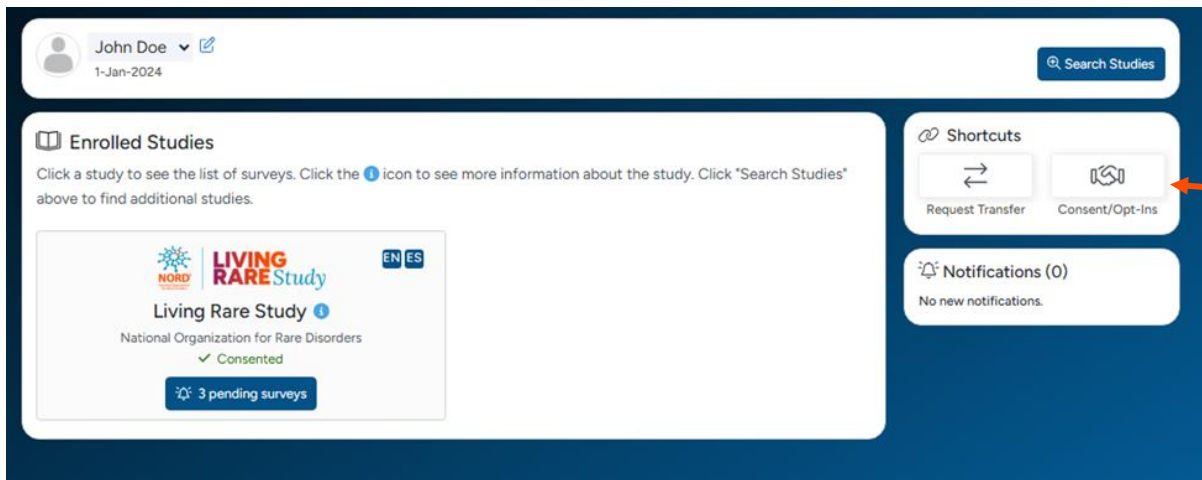 John Doe
1-Jan-2024
Search Studies
Enrolled Studies
Click a study to see the list of surveys. Click the i icon to see more information about the study. Click "Search Studies"
above to find additional studies.
NORD
LIVING
RARE Study
EN ES
Living Rare Study i
National Organization for Rare Disorders
Consented
3 pending surveys
Shortcuts
Request Transfer
Consent/Opt-Ins
Notifications (0)
No new notifications.